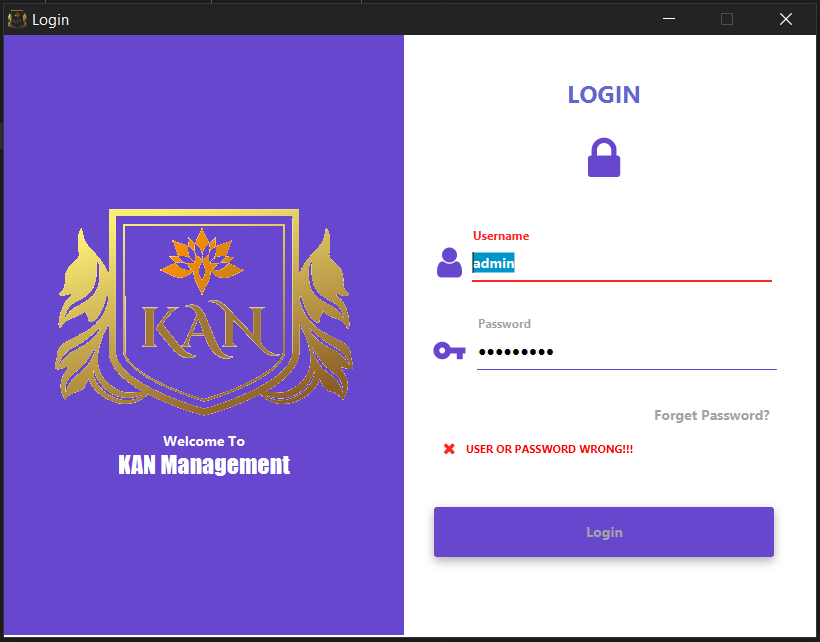 Login
KAN
Welcome To
KAN Management
LOGIN
Username
admin
Password
•••••••••
Forget Password?
USER OR PASSWORD WRONG!!!
Login